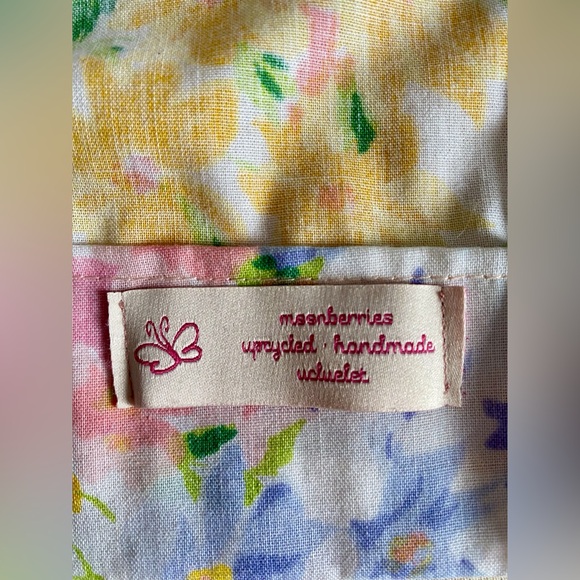 moonberries
upcycled · handmade
ucluelet